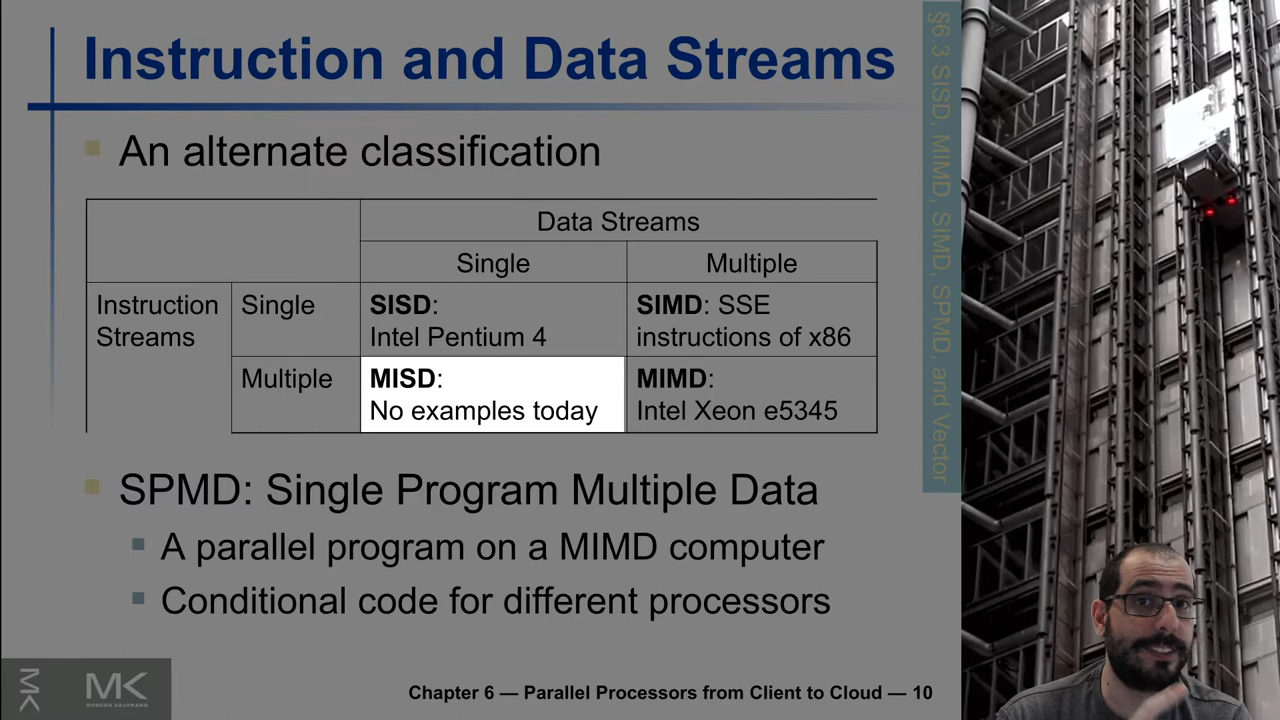 Instruction and Data Streams
§6.3 SISD, MIMD, SIMD, SPMD, and Vector
An alternate classification
Data Streams
Single Multiple
Instruction Streams
Single
SISD:
Intel Pentium 4
SIMD: SSE
instructions of x86
Multiple
MISD:
No examples today
MIMD:
Intel Xeon e5345
SPMD: Single Program Multiple Data
A parallel program on a MIMD computer
Conditional code for different processors
MK
MK
MORGAN KAUFMANN
Chapter 6 — Parallel Processors from Client to Cloud — 10